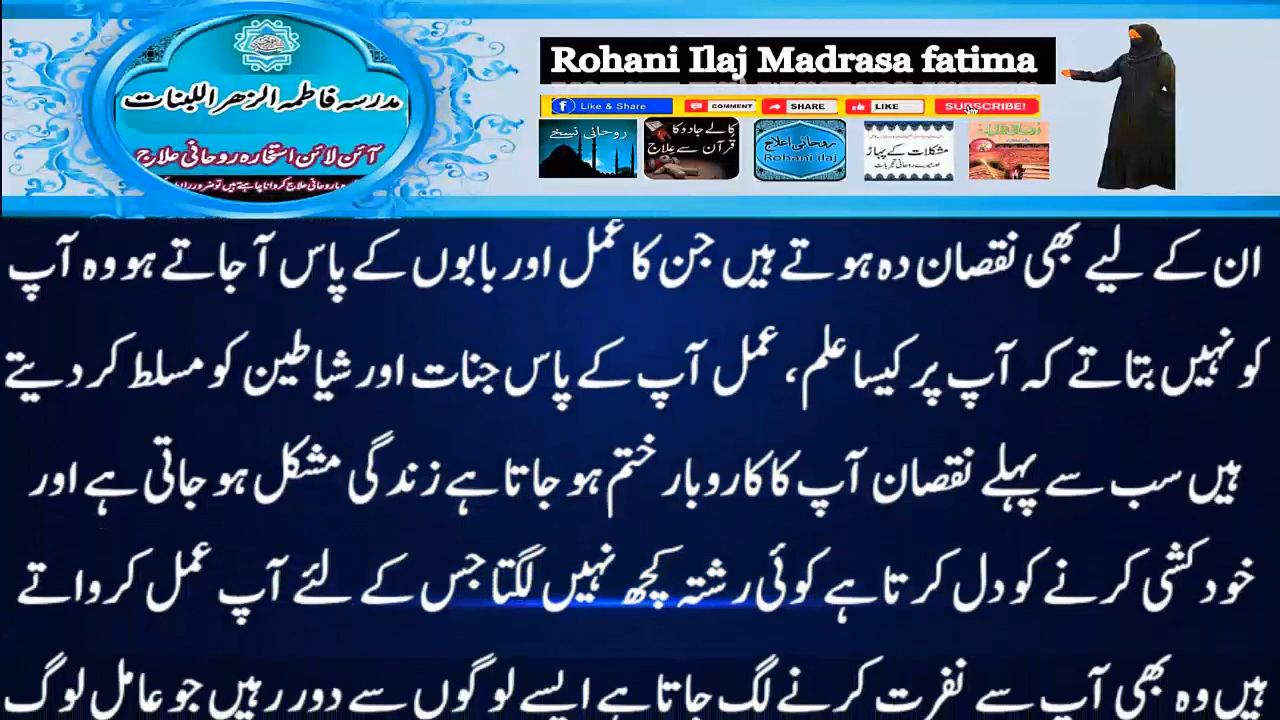 مدرسہ فاطمہ الزہرا للبنات
آئن لائن استخارہ روحانی علاج
Rohani Ilaj Madrasa fatima
Like & Share
COMMENT
SHARE
LIKE
SUBSCRIBE!
روحانی نسخے
کالے جادو کا
قرآن سے علاج
روحانی علاج
Rohani Ilaj
مشکلات کے پہاڑ
ان کے لیے بھی نقصان دہ ہوتے ہیں جن کا عمل اور بابوں کے پاس آ جاتے ہو وہ آپ
کو نہیں بتاتے کہ آپ پر کیسا علم، عمل آپ کے پاس جنات اور شیاطین کو مسلط کر دیتے
ہیں سب سے پہلے نقصان آپ کا کاروبار ختم ہو جاتا ہے زندگی مشکل ہو جاتی ہے اور
خودکشی کرنے کو دل کرتا ہے کوئی رشتہ کچھ نہیں لگتا جس کے لئے آپ عمل کرواتے
ہیں وہ بھی آپ سے نفرت کرنے لگ جاتا ہے ایسے لوگوں سے دور رہیں جو عامل لوگ